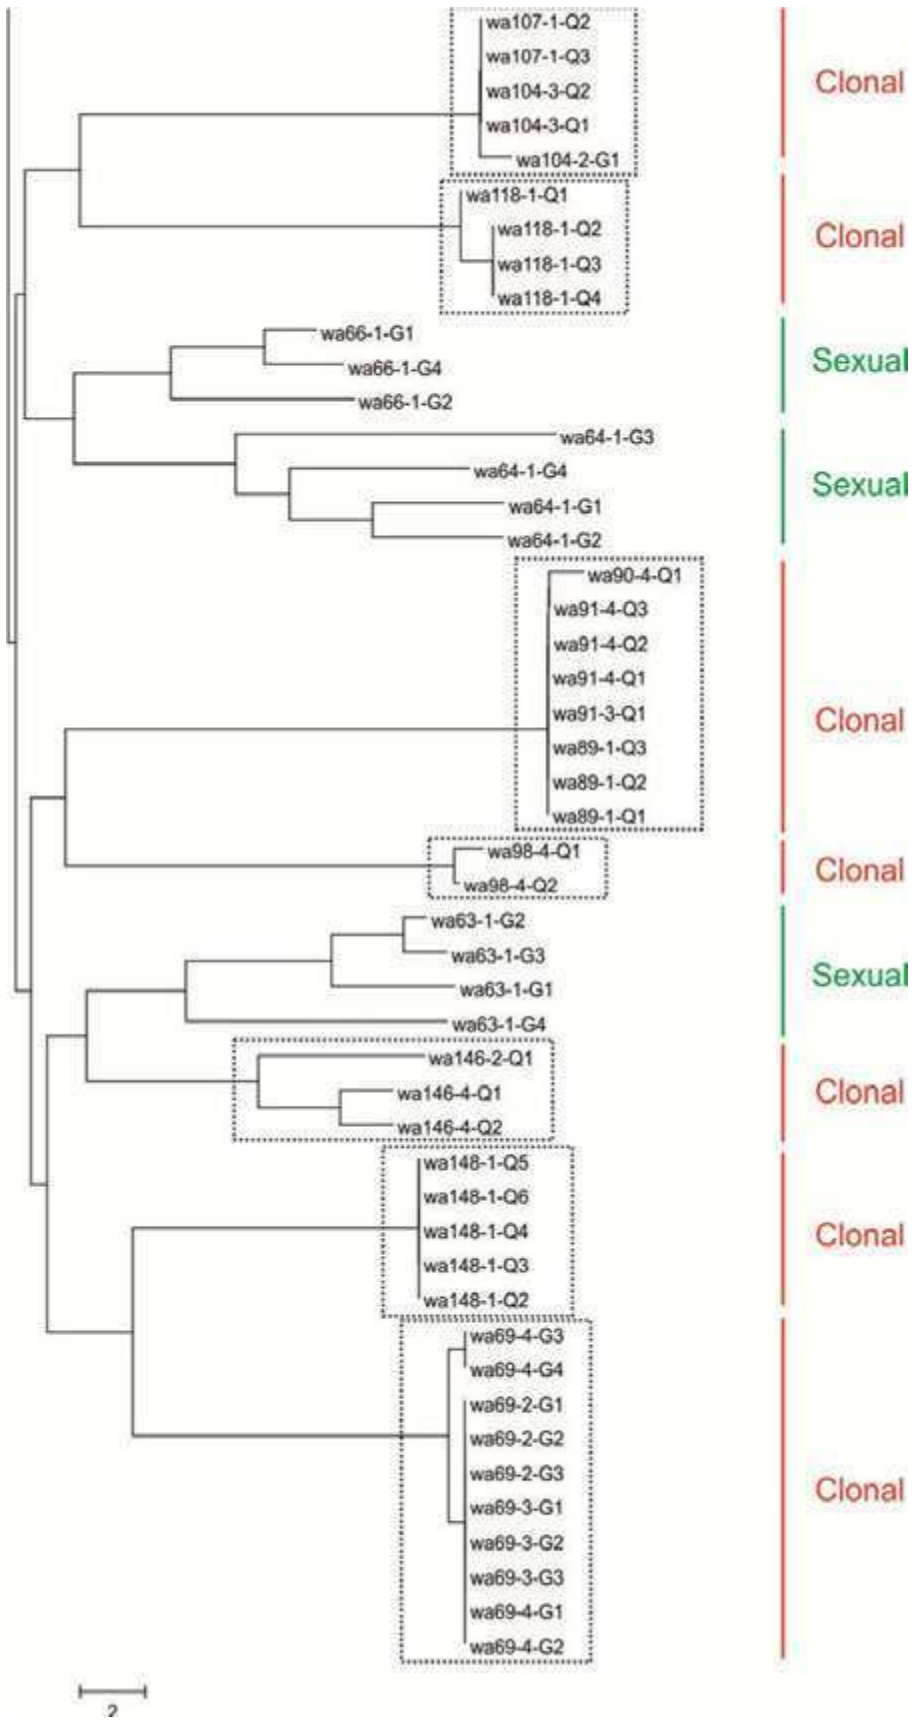 wa107-1-Q2
wa107-1-Q3
Clonal
wa104-3-Q2
wa104-3-Q1
wa104-2-G1
wa118-1-Q1
wa118-1-Q2
Clonal
wa118-1-Q3
wa118-1-Q4
wa66-1-G1
Sexual
wa66-1-G4
wa66-1-G2
wa64-1-G3
wa64-1-G4
Sexual
wa64-1-G1
wa64-1-G2
wa90-4-Q1
wa91-4-Q3
wa91-4-Q2
wa91-4-Q1
wa91-3-Q1
Clonal
wa89-1-Q3
wa89-1-Q2
wa89-1-Q1
wa98-4-Q1
Clonal
wa98-4-Q2
wa63-1-G2
wa63-1-G3
Sexual
wa63-1-G1
wa63-1-G4
wa146-2-Q1
wa146-4-Q1
Clonal
wa146-4-Q2
wa148-1-Q5
wa148-1-Q6
wa148-1-Q4
Clonal
wa148-1-Q3
wa148-1-Q2
wa69-4-G3
wa69-4-G4
wa69-2-G1
wa69-2-G2
wa69-2-G3
Clonal
wa69-3-G1
wa69-3-G2
wa69-3-G3
wa69-4-G1
wa69-4-G2
2